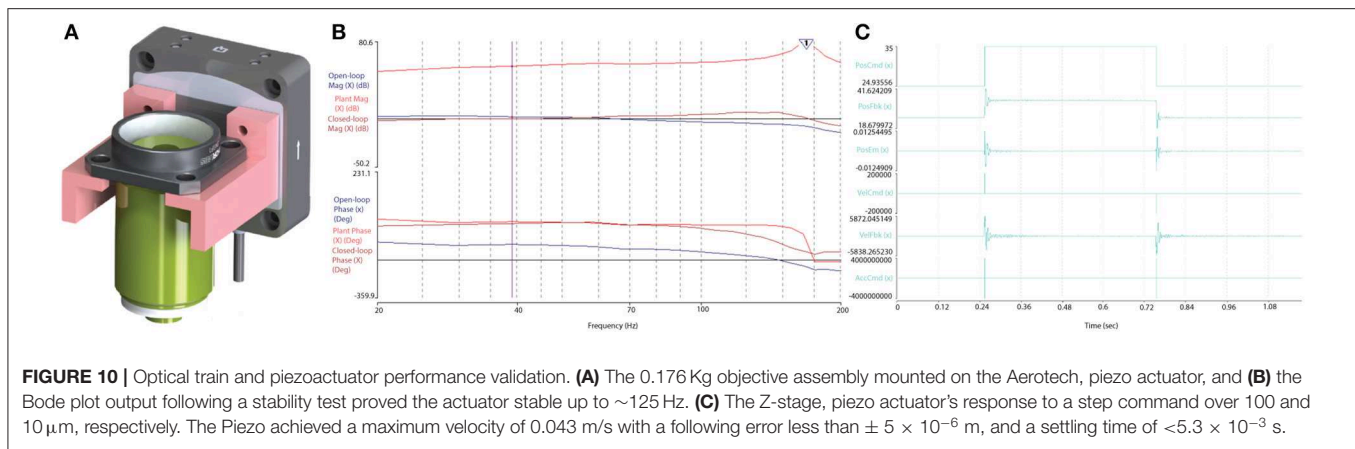 A
B
C
80.6
Open-loop
Mag (X) (dB)
Plant Mag
(X) (dB)
Closed-loop
Mag (X) (dB)
-50.2
231.1
Open-loop
Phase (x)
(Deg)
Plant Phase
(X) (Deg)
Closed-loop
Phase (X)
(Deg)
-359.9
20
40
70
100
200
Frequency (Hz)
1
35
PosCmd (x)
24.93556
41.624209
PosFbk (x)
18.679972
0.01254495
PosErn (x)
-0.0124909
200000
VelCmd (x)
-200000
5872.045149
VelFbk (x)
-5838.265230
4000000000
AccCmd (x)
-4000000000
0
0.12
0.24
0.36
0.48
0.6
0.72
0.84
0.96
1.08
Time (sec)
FIGURE 10 | Optical train and piezoactuator performance validation. (A) The 0.176 Kg objective assembly mounted on the Aerotech, piezo actuator, and (B) the
Bode plot output following a stability test proved the actuator stable up to ~125 Hz. (C) The Z-stage, piezo actuator's response to a step command over 100 and
10 μm, respectively. The Piezo achieved a maximum velocity of 0.043 m/s with a following error less than ± 5 × 10⁻⁶ m, and a settling time of <5.3 × 10⁻³ s.